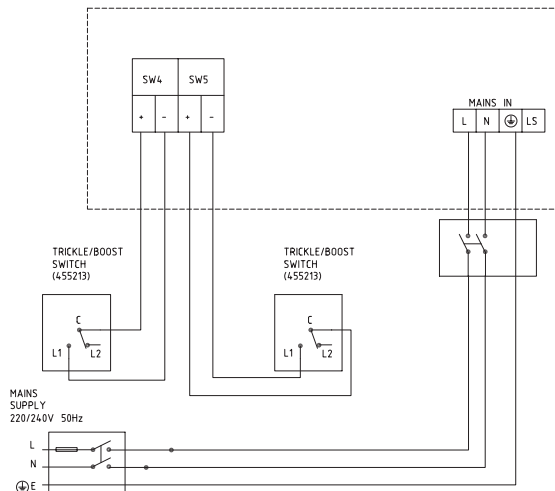 SW4 SW5
+ - + -
MAINS IN
L N LS
TRICKLE/BOOST
SWITCH
(455213)
C
L1 L2
TRICKLE/BOOST
SWITCH
(455213)
C
L1 L2
MAINS
SUPPLY
220/240V 50Hz
L
N
E